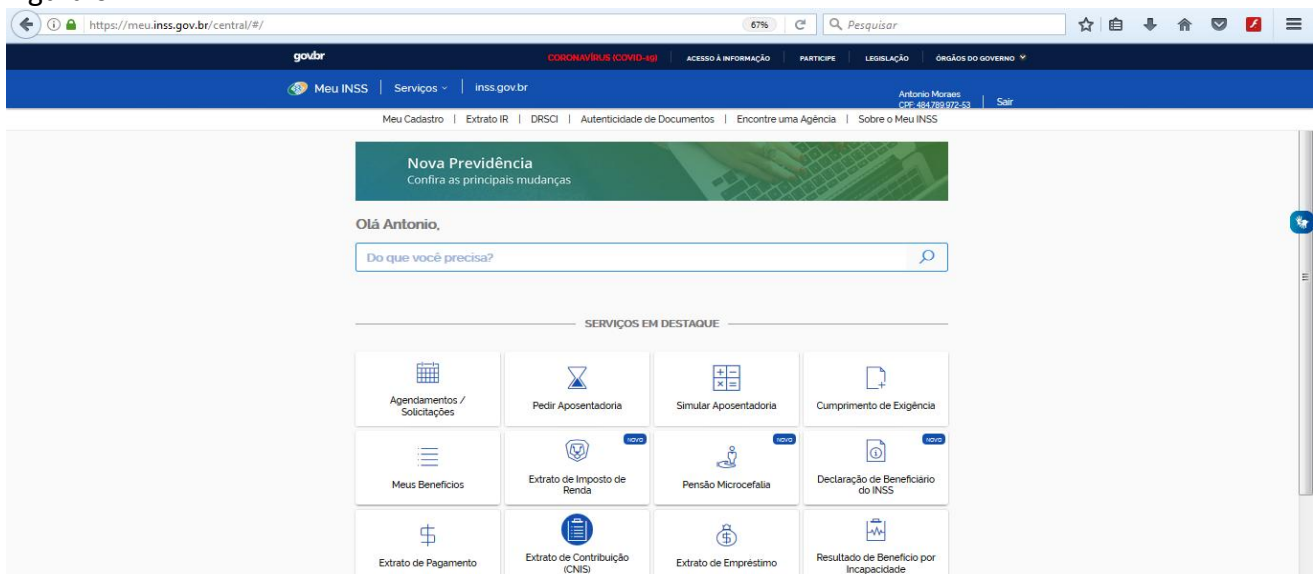 https://meu.inss.gov.br/central/#/
67%
Pesquisar
govbr
CORONAVÍRUS (COVID-19)
ACESSO À INFORMAÇÃO
PARTICIPE
LEGISLAÇÃO
ÓRGÃOS DO GOVERNO
Meu INSS
Serviços
inss.gov.br
Antonio Moraes
CPF: 484.789.972-53
Sair
Meu Cadastro | Extrato IR | DRSCI | Autenticidade de Documentos | Encontre uma Agência | Sobre o Meu INSS
Nova Previdência
Confira as principais mudanças
Olá Antonio,
Do que você precisa?
SERVIÇOS EM DESTAQUE
Agendamentos /
Solicitações
Pedir Aposentadoria
Simular Aposentadoria
Cumprimento de Exigência
Meus Benefícios
NOVO
Extrato de Imposto de
Renda
NOVO
Pensão Microcefalia
NOVO
Declaração de Beneficiário
do INSS
Extrato de Pagamento
Extrato de Contribuição
(CNIS)
Extrato de Empréstimo
Resultado de Benefício por
Incapacidade